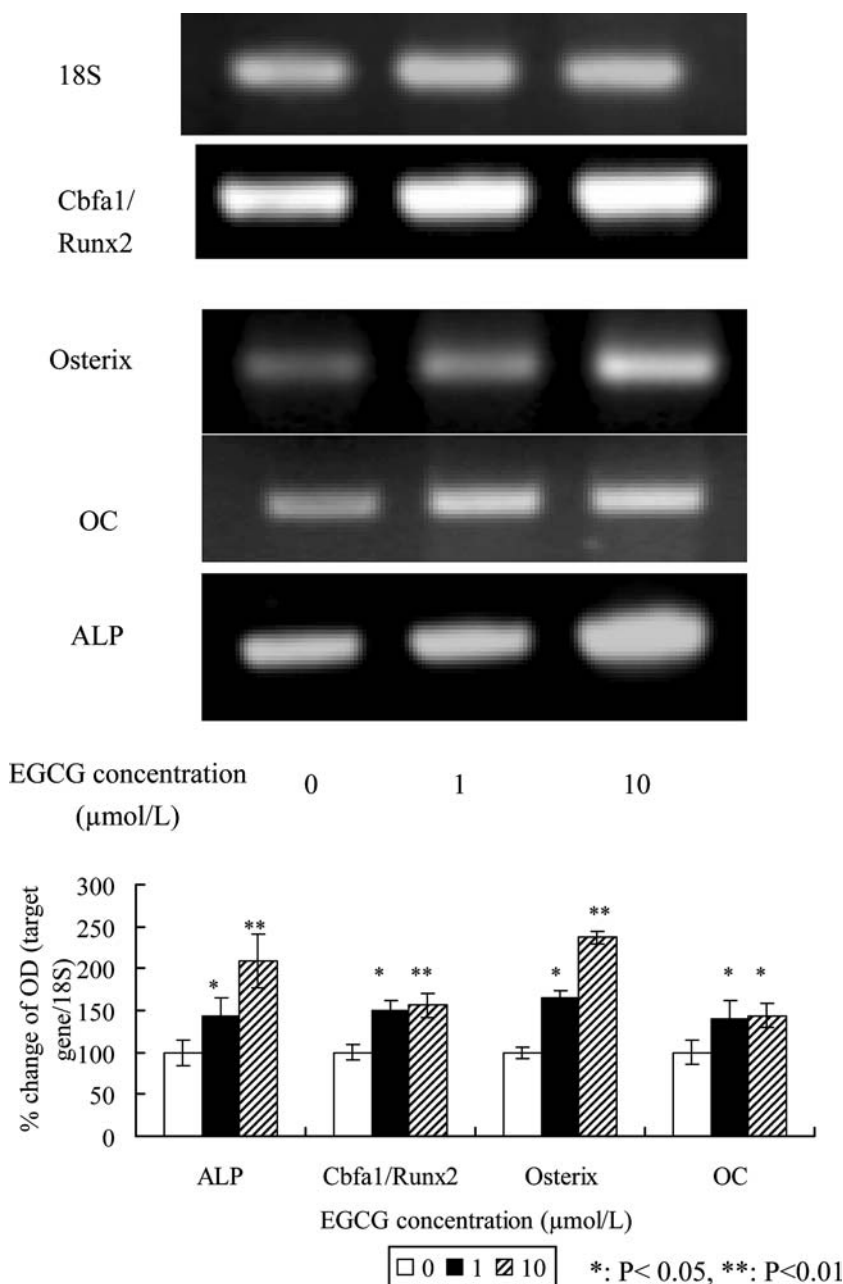 18S
Cbfa1/
Runx2
Osterix
OC
ALP
EGCG concentration
(µmol/L)
0 1 10
% change of OD (target
gene/18S)
300
250
200
150
100
50
0
* ** * ** * ** * *
ALP Cbfa1/Runx2 Osterix OC
EGCG concentration (µmol/L)
0 1 10 *: P< 0.05, **: P<0.01